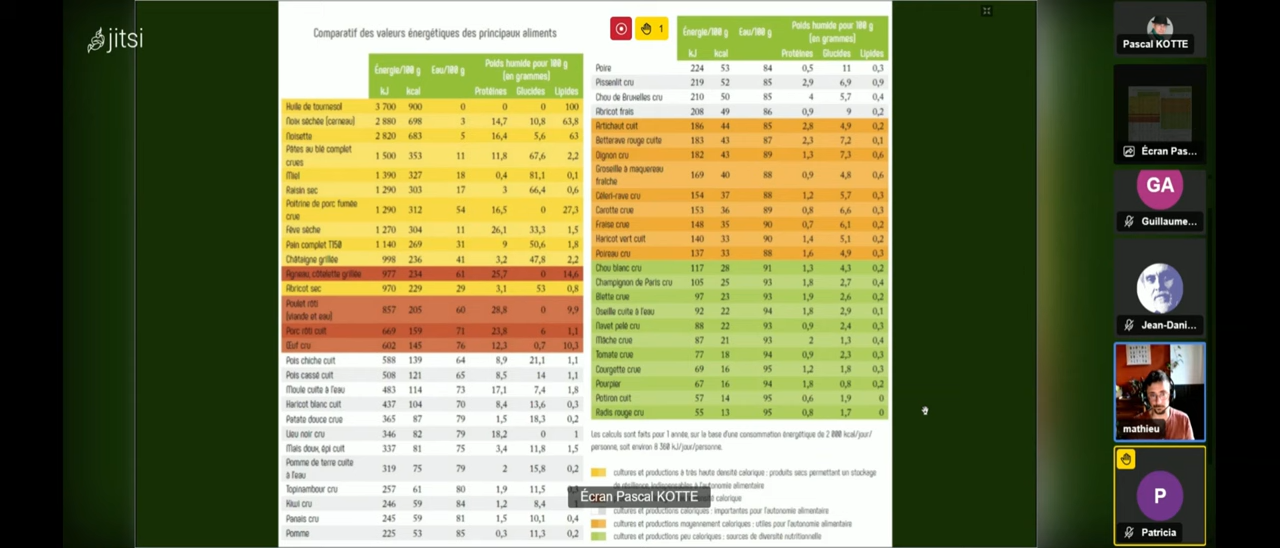 jitsi
Comparatif des valeurs énergétiques des principaux aliments
Énergie/100 g Eau/100 g Poids humide pour 100 g
(en grammes)
kJ kcal Protéines Glucides Lipides
Huile de tournesol 3 700 900 0 0 0 100
Noix séchée (cerneau) 2 880 698 3 14,7 10,8 63,8
Noisette 2 820 683 5 16,4 5,6 63
Pâtes au blé complet
crues 1 500 353 11 11,8 67,6 2,2
Miel 1 390 327 18 0,4 81,1 0,1
Raisin sec 1 290 303 17 3 66,4 0,6
Poitrine de porc fumée
crue 1 290 312 54 16,5 0 27,3
Fève sèche 1 270 304 11 26,1 33,3 1,5
Pain complet T150 1 140 269 31 9 50,6 1,8
Châtaigne grillée 998 236 41 3,2 47,8 2,2
Agneau, côtelette grillée 977 234 61 25,7 0 14,6
Abricot sec 970 229 29 3,1 53 0,8
Poulet rôti
(viande et eau) 857 205 60 28,8 0 9,9
Porc rôti cuit 669 159 71 23,8 6 1,1
Œuf cru 602 145 76 12,3 0,7 10,3
Pois chiche cuit 588 139 64 8,9 21,1 1,1
Pois cassé cuit 508 121 65 8,5 14 1,1
Moule cuite à l'eau 483 114 73 17,1 7,4 1,8
Haricot blanc cuit 437 104 70 8,4 13,6 0,3
Patate douce crue 365 87 79 1,5 18,3 0,2
Lieu noir cru 346 82 79 18,2 0 1
Maïs doux, épi cuit 337 81 75 3,4 11,8 1,5
Pomme de terre cuite
à l'eau 319 75 79 2 15,8 0,2
Topinambour cru 257 61 80 1,9 11,5
Kiwi cru 246 59 84 1,2 8,4
Panais cru 245 59 81 1,5 10,1 0,4
Pomme 225 53 85 0,3 11,3 0,2
1
Énergie/100 g Eau/100 g Poids humide pour 100 g
(en grammes)
kJ kcal Protéines Glucides Lipides
Poire 224 53 84 0,5 11 0,3
Pissenlit cru 219 52 85 2,9 6,9 0,9
Chou de Bruxelles cru 210 50 85 4 5,7 0,4
Abricot frais 208 49 86 0,9 9 0,2
Artichaut cuit 186 44 85 2,8 4,9 0,2
Betterave rouge cuite 183 43 87 2,3 7,2 0,1
Oignon cru 182 43 89 1,3 7,3 0,6
Groseille à maquereau
fraîche 169 40 88 0,9 4,8 0,6
Céleri-rave cru 154 37 88 1,2 5,7 0,3
Carotte crue 153 36 89 0,8 6,6 0,3
Fraise crue 148 35 90 0,7 6,1 0,2
Haricot vert cuit 140 33 90 1,4 5,1 0,2
Poireau cru 137 33 88 1,6 4,9 0,3
Chou blanc cru 117 28 91 1,3 4,3 0,2
Champignon de Paris cru 105 25 93 1,8 2,7 0,4
Blette crue 97 23 93 1,9 2,6 0,2
Oseille cuite à l'eau 92 22 94 1,8 2,9 0,1
Navet pelé cru 88 22 93 0,9 2,4 0,3
Mâche crue 87 21 93 2 1,3 0,4
Tomate crue 77 18 94 0,9 2,3 0,3
Courgette crue 69 16 95 1,2 1,8 0,3
Pourpier 67 16 94 1,8 0,8 0,2
Potiron cuit 57 14 95 0,6 1,9 0
Radis rouge cru 55 13 95 0,8 1,7 0
Les calculs sont faits pour 1 année, sur la base d'une consommation énergétique de 2 000 kcal/jour/
personne, soit environ 8 360 kJ/jour/personne.
cultures et productions à très haute densité calorique : produits secs permettant un stockage
de résilience, indispensables à l'autonomie alimentaire
calorique
cultures et productions caloriques : importantes pour l'autonomie alimentaire
cultures et productions moyennement caloriques : utiles pour l'autonomie alimentaire
cultures et productions peu caloriques : sources de diversité nutritionnelle
Écran Pascal KOTTE
Pascal KOTTE
Écran Pas...
GA
Guillaume...
Jean-Dani...
mathieu
P
Patricia